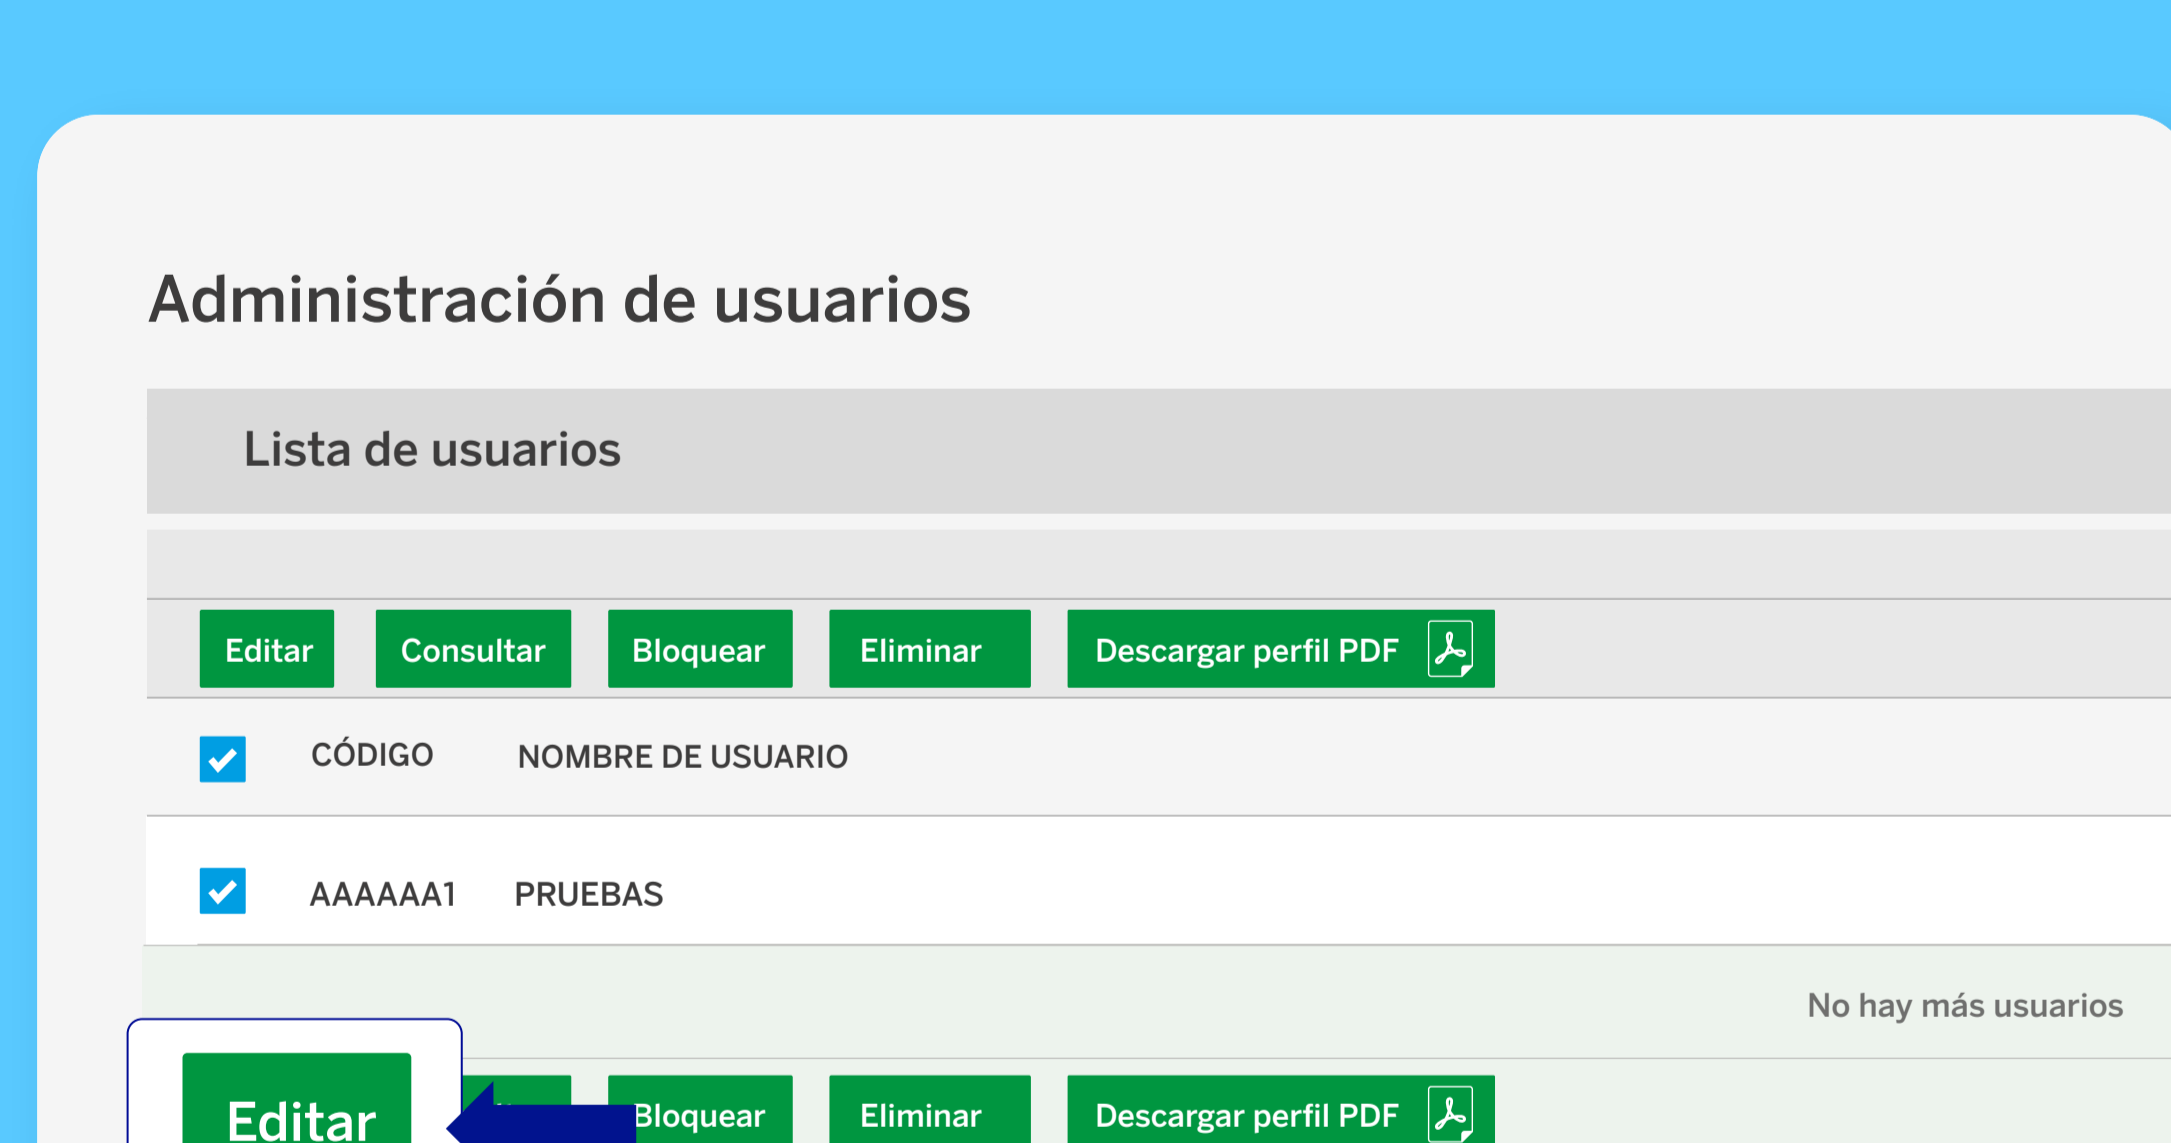 Administración de usuarios
Lista de usuarios
Editar Consultar Bloquear Eliminar Descargar perfil PDF
CÓDIGO NOMBRE DE USUARIO
AAAAAA1 PRUEBAS
No hay más usuarios
Editar Bloquear Eliminar Descargar perfil PDF